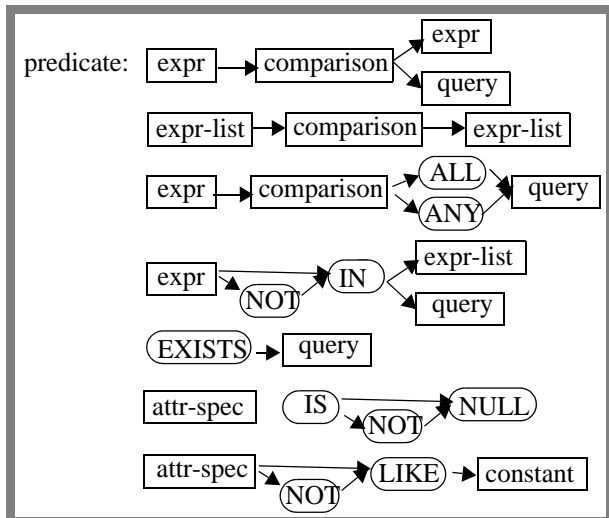 expr
predicate: expr comparison
query
expr-list comparison expr-list
ALL
expr comparison query
ANY
expr-list
expr IN
NOT query
EXISTS query
attr-spec IS NULL
NOT
attr-spec LIKE constant
NOT